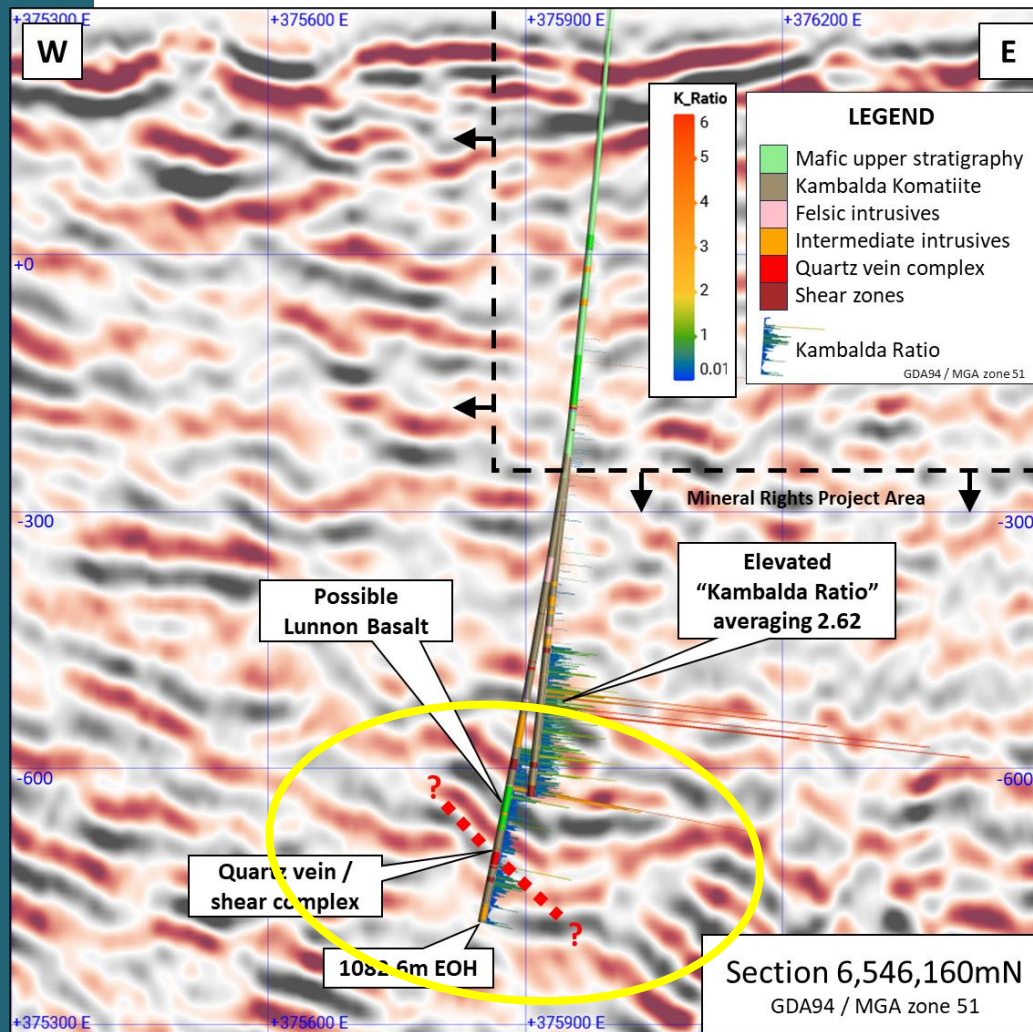 +375300 E
+375600 E
+375900 E
+376200 E
W
E
K_Ratio
6
5
4
3
2
1
0.01
LEGEND
Mafic upper stratigraphy
Kambalda Komatiite
Felsic intrusives
Intermediate intrusives
Quartz vein complex
Shear zones
Kambalda Ratio
GDA94 / MGA zone 51
+0
Mineral Rights Project Area
-300
-300
Elevated
“Kambalda Ratio”
averaging 2.62
Possible
Lunnon Basalt
-600
-600
?
Quartz vein /
shear complex
?
1082.6m EOH
Section 6,546,160mN
GDA94 / MGA zone 51
+375300 E
+375600 E
+375900 E